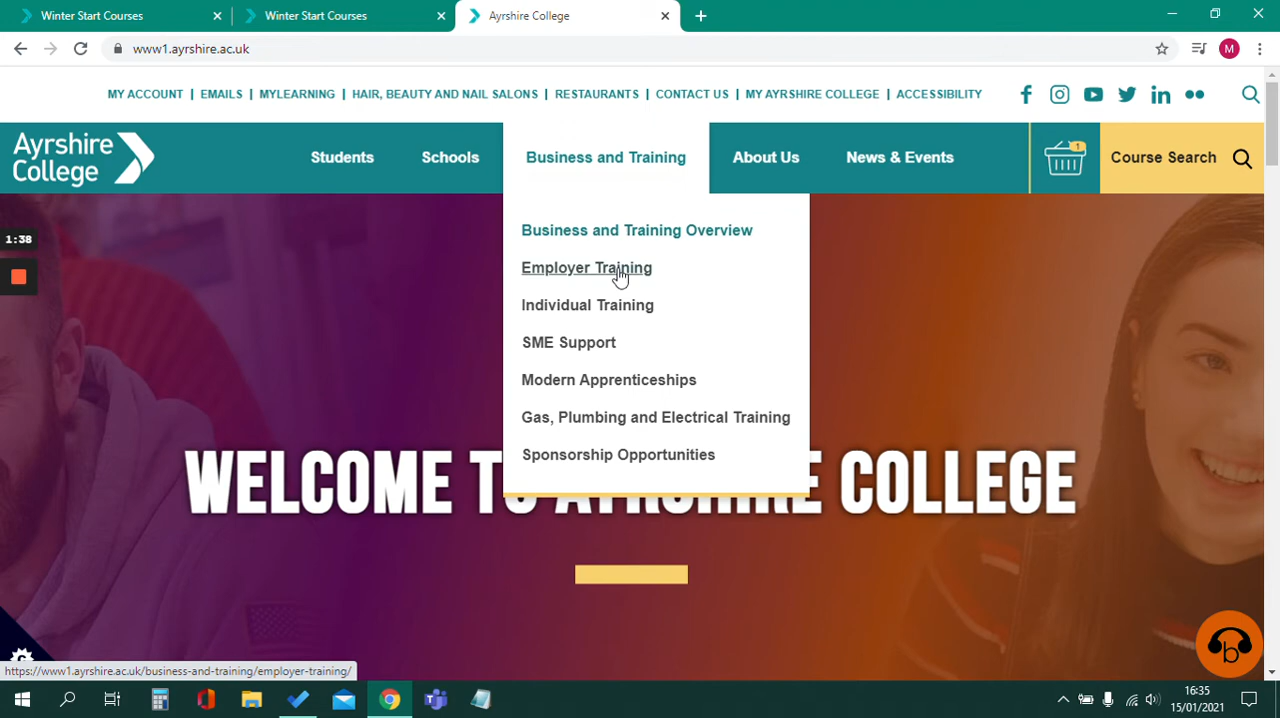 Winter Start Courses
Winter Start Courses
Ayrshire College
www1.ayrshire.ac.uk
M
MY ACCOUNT | EMAILS | MYLEARNING | HAIR, BEAUTY AND NAIL SALONS | RESTAURANTS | CONTACT US | MY AYRSHIRE COLLEGE | ACCESSIBILITY
Ayrshire College
Students
Schools
Business and Training
About Us
News & Events
1
Course Search
1:38
Business and Training Overview
Employer Training
Individual Training
SME Support
Modern Apprenticeships
Gas, Plumbing and Electrical Training
Sponsorship Opportunities
WELCOME TO AYRSHIRE COLLEGE
b
https://www1.ayrshire.ac.uk/business-and-training/employer-training/
16:35
15/01/2021